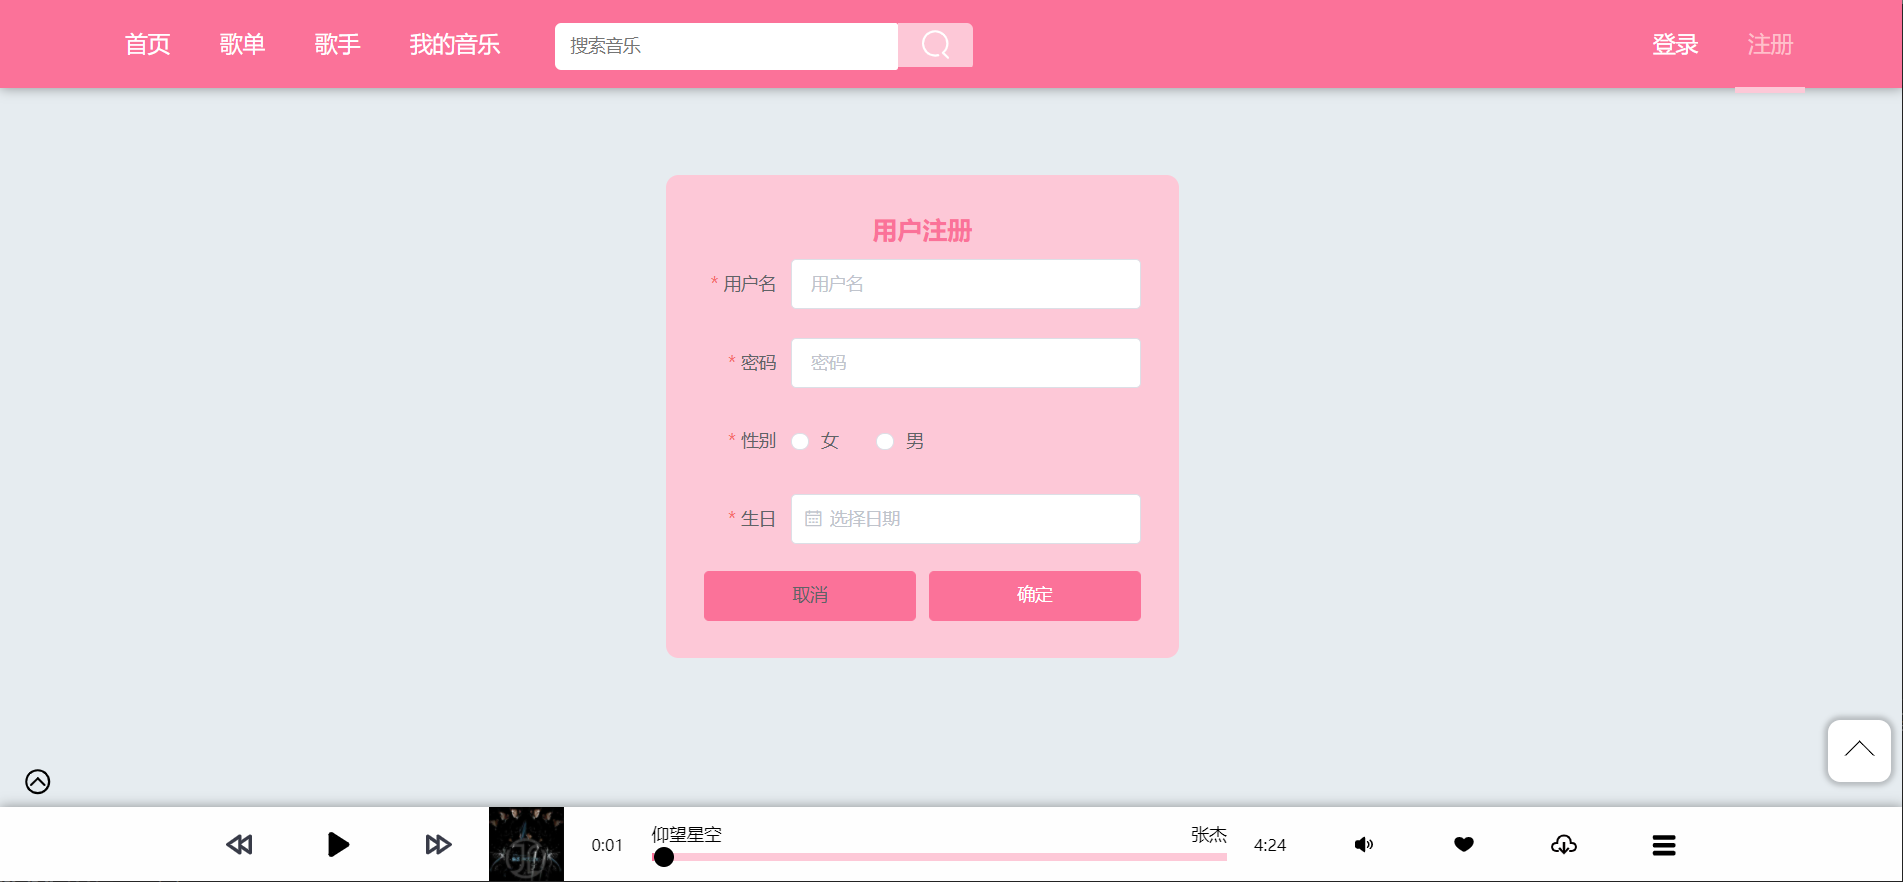 首页 歌单 歌手 我的音乐 搜索音乐 登录 注册
用户注册
* 用户名 用户名
* 密码 密码
* 性别 女 男
* 生日 选择日期
取消 确定
仰望星空 张杰
0:01 4:24